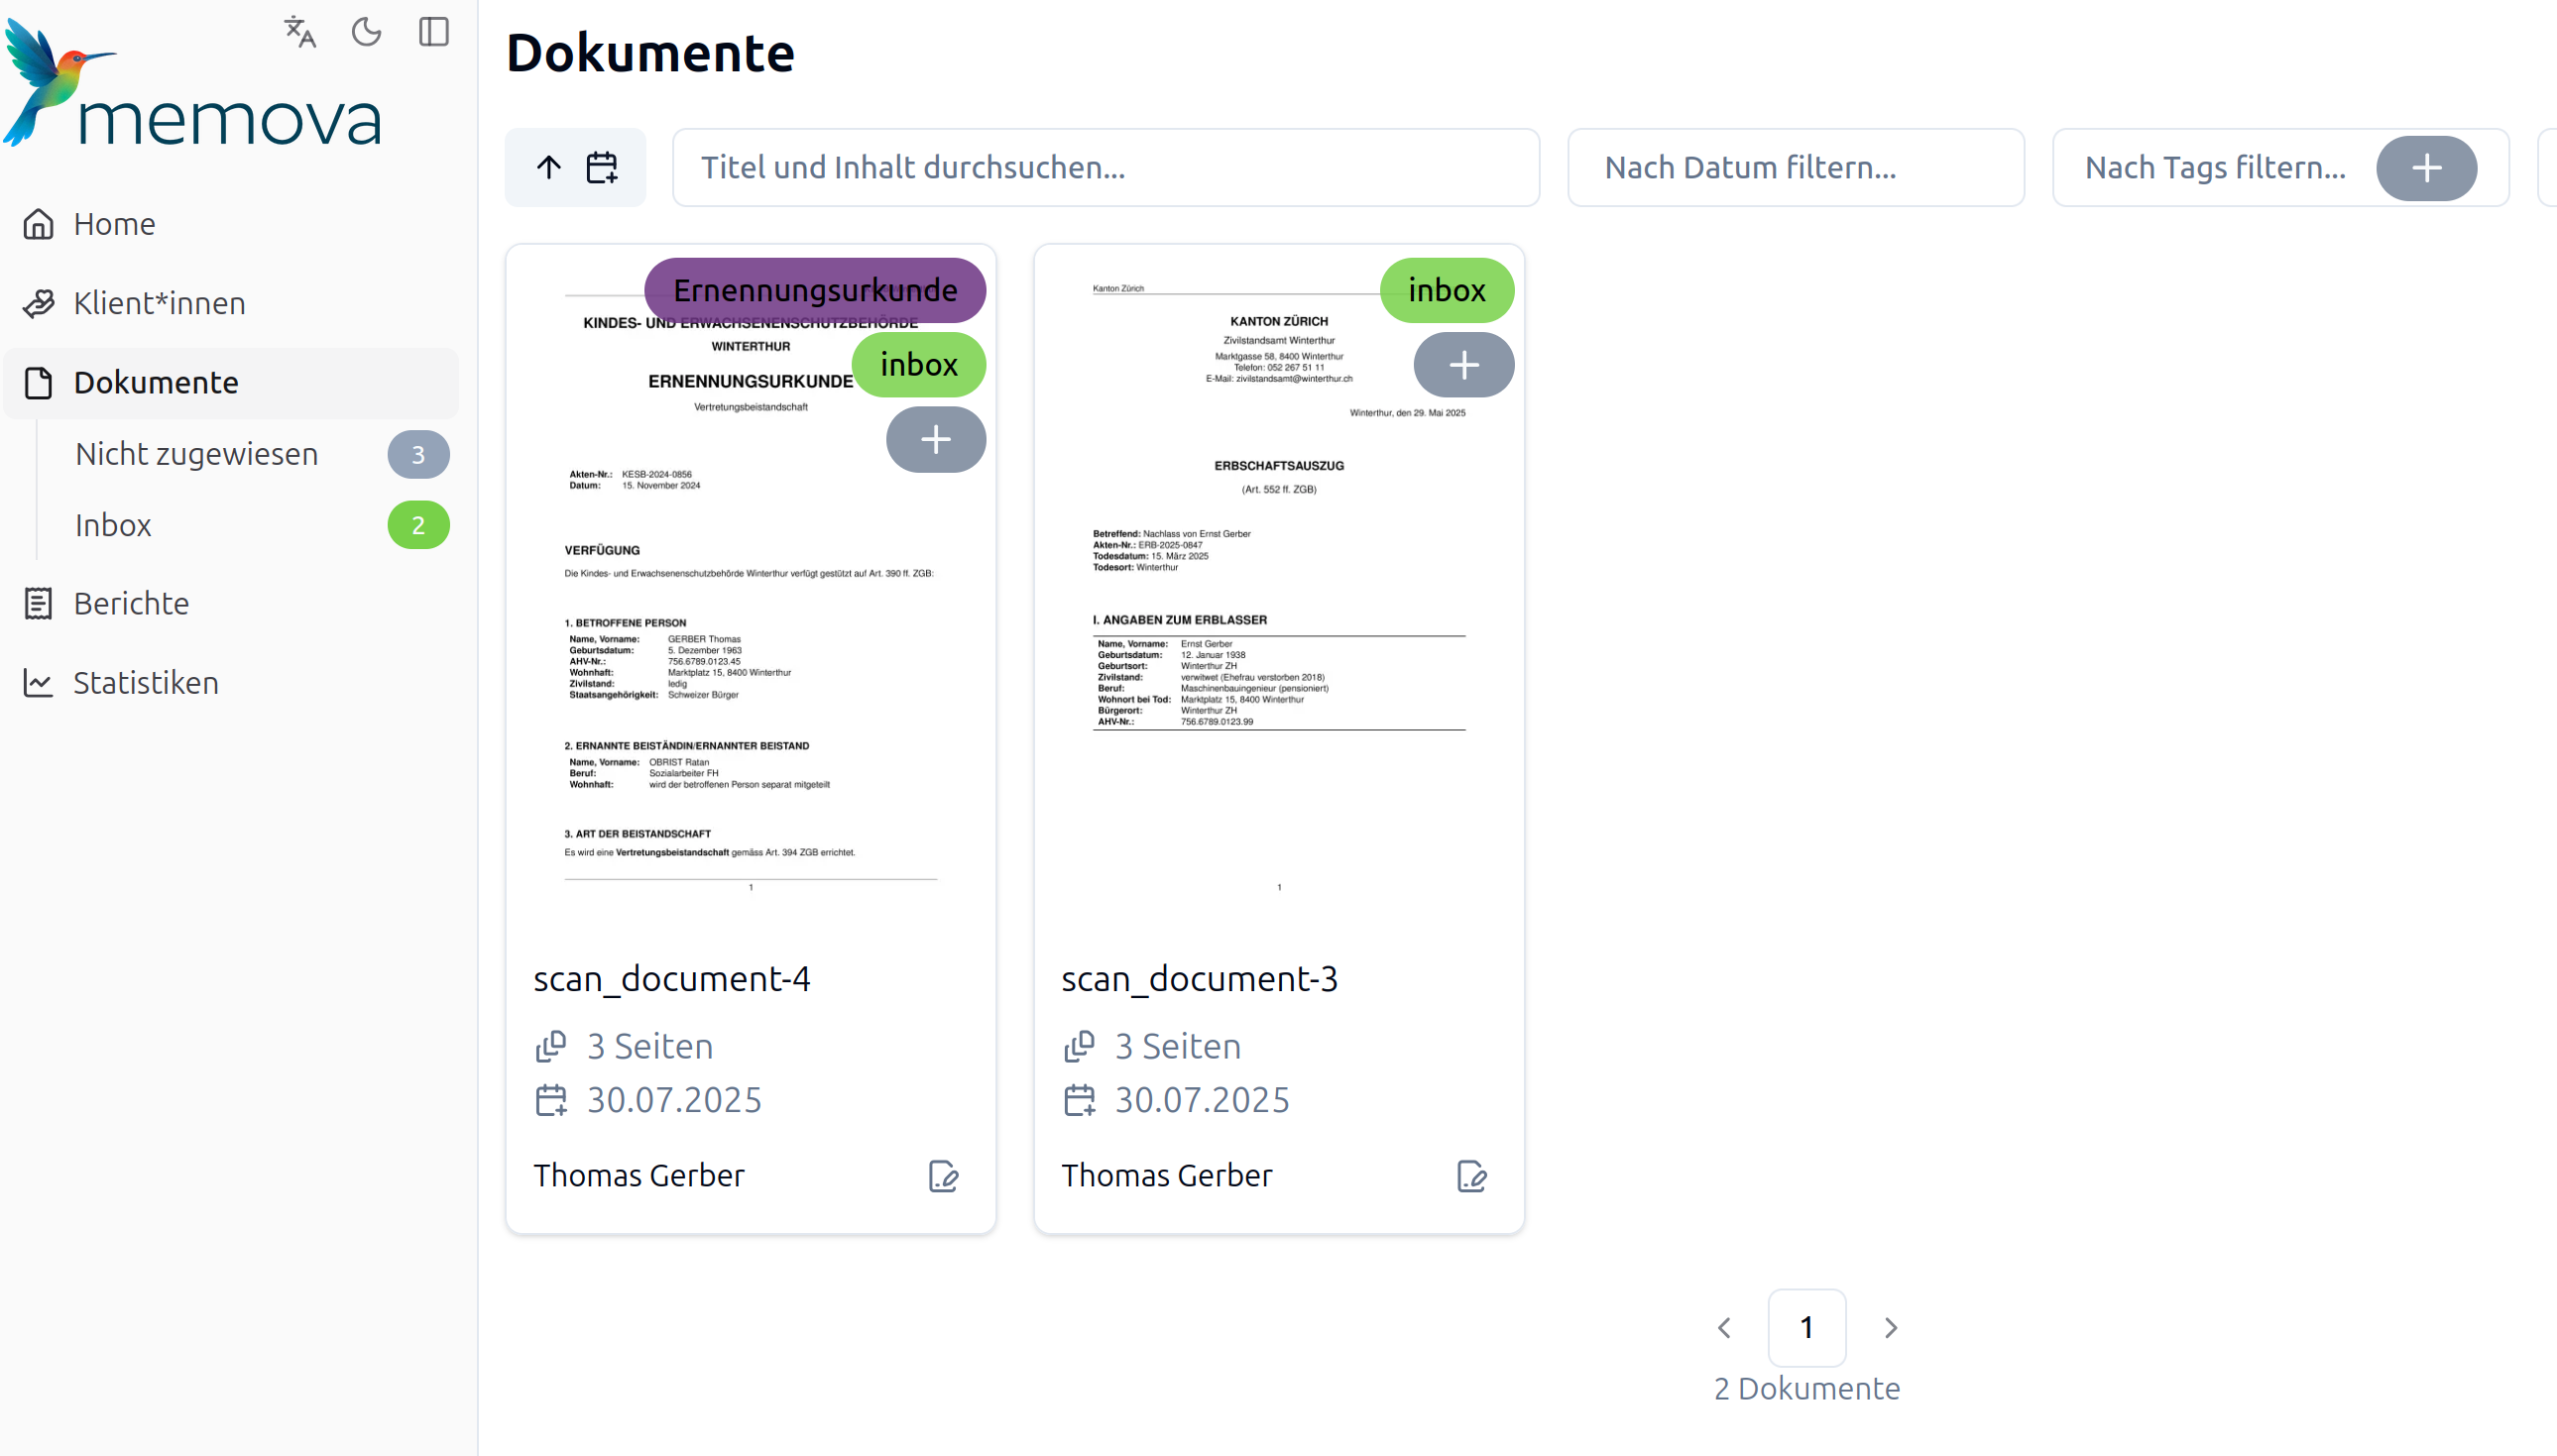 memova
Home
Klient*innen
Dokumente
Nicht zugewiesen 3
Inbox 2
Berichte
Statistiken
Dokumente
Titel und Inhalt durchsuchen...
Nach Datum filtern...
Nach Tags filtern...
Ernennungsurkunde
KINDES- UND ERWACHSENENSCHUTZBEHÖRDE
WINTERTHUR
inbox
ERNENNUNGSURKUNDE
Vertretungsbeistandschaft
Akten-Nr.: KESB-2024-0856
Datum: 15. November 2024
VERFÜGUNG
Die Kindes- und Erwachsenenschutzbehörde Winterthur verfügt gestützt auf Art. 390 ff. ZGB:
1. BETROFFENE PERSON
Name, Vorname: GERBER Thomas
Geburtsdatum: 5. Dezember 1963
AHV-Nr.: 756.6789.0123.45
Wohnhaft: Marktplatz 15, 8400 Winterthur
Zivilstand: ledig
Staatsangehörigkeit: Schweizer Bürger
2. ERNANNTE BEISTÄNDIN/ERNANNTER BEISTAND
Name, Vorname: OBRIST Ratan
Beruf: Sozialarbeiter FH
Wohnhaft: wird der betroffenen Person separat mitgeteilt
3. ART DER BEISTANDSCHAFT
Es wird eine Vertretungsbeistandschaft gemäss Art. 394 ZGB errichtet.
1
scan_document-4
3 Seiten
30.07.2025
Thomas Gerber
Kanton Zürich
inbox
KANTON ZÜRICH
Zivilstandsamt Winterthur
Marktgasse 58, 8400 Winterthur
Telefon: 052 267 51 11
E-Mail: zivilstandsamt@winterthur.ch
Winterthur, den 29. Mai 2025
ERBSCHAFTSAUSZUG
(Art. 552 ff. ZGB)
Betreffend: Nachlass von Ernst Gerber
Akten-Nr.: ERB-2025-0847
Todesdatum: 15. März 2025
Todesort: Winterthur
I. ANGABEN ZUM ERBLASSER
Name, Vorname: Ernst Gerber
Geburtsdatum: 12. Januar 1938
Geburtsort: Winterthur ZH
Zivilstand: verwitwet (Ehefrau verstorben 2018)
Beruf: Maschinenbauingenieur (pensioniert)
Wohnort bei Tod: Marktplatz 15, 8400 Winterthur
Bürgerort: Winterthur ZH
AHV-Nr.: 756.6789.0123.99
1
scan_document-3
3 Seiten
30.07.2025
Thomas Gerber
1
2 Dokumente